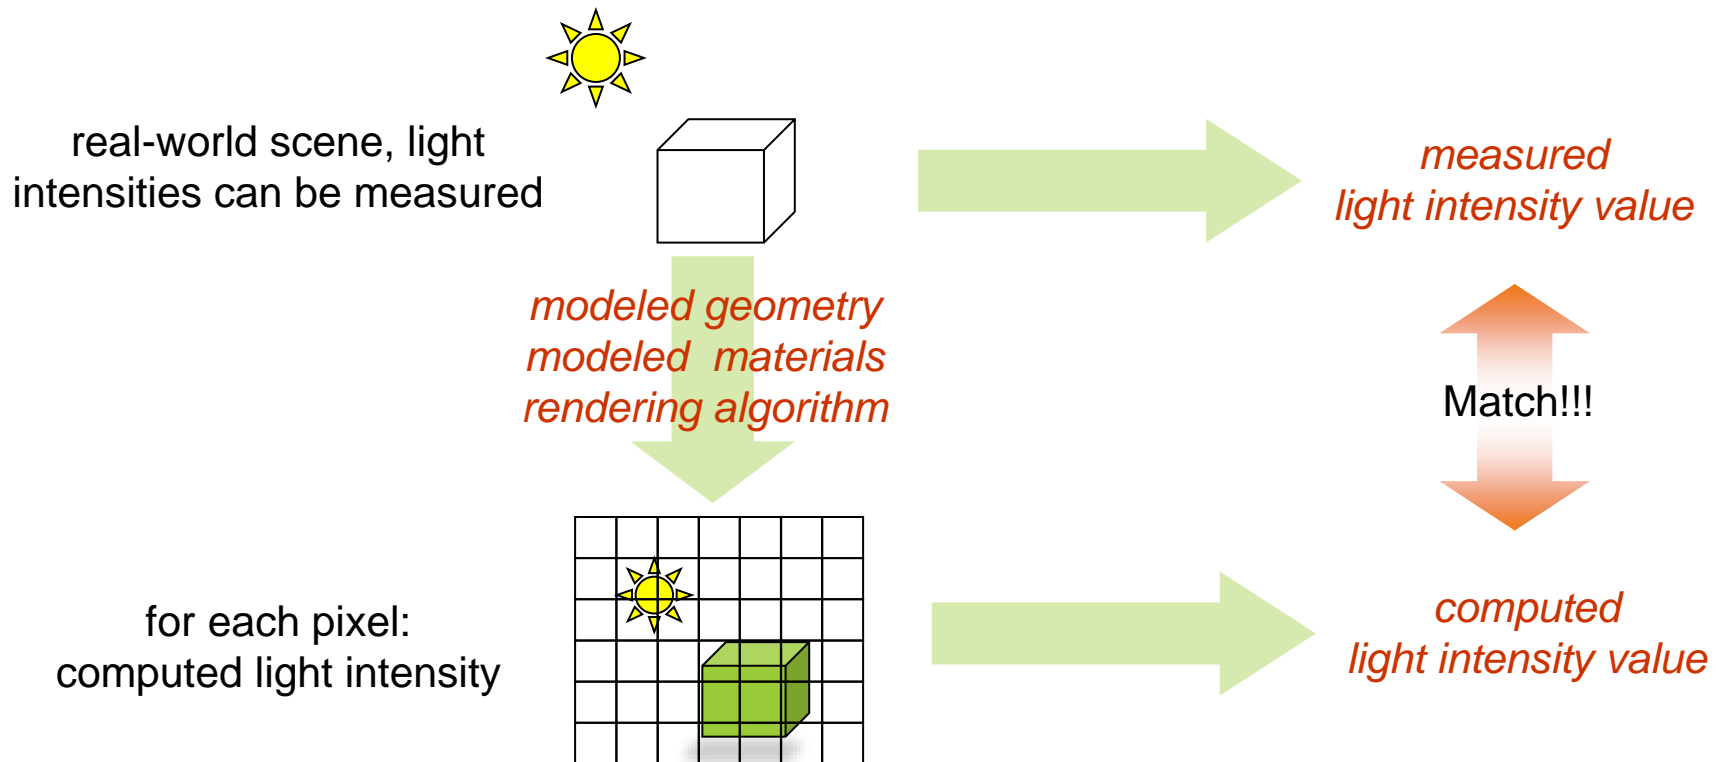 real-world scene, light
intensities can be measured
measured
light intensity value
modeled geometry
modeled materials
rendering algorithm
Match!!!
for each pixel:
computed light intensity
computed
light intensity value